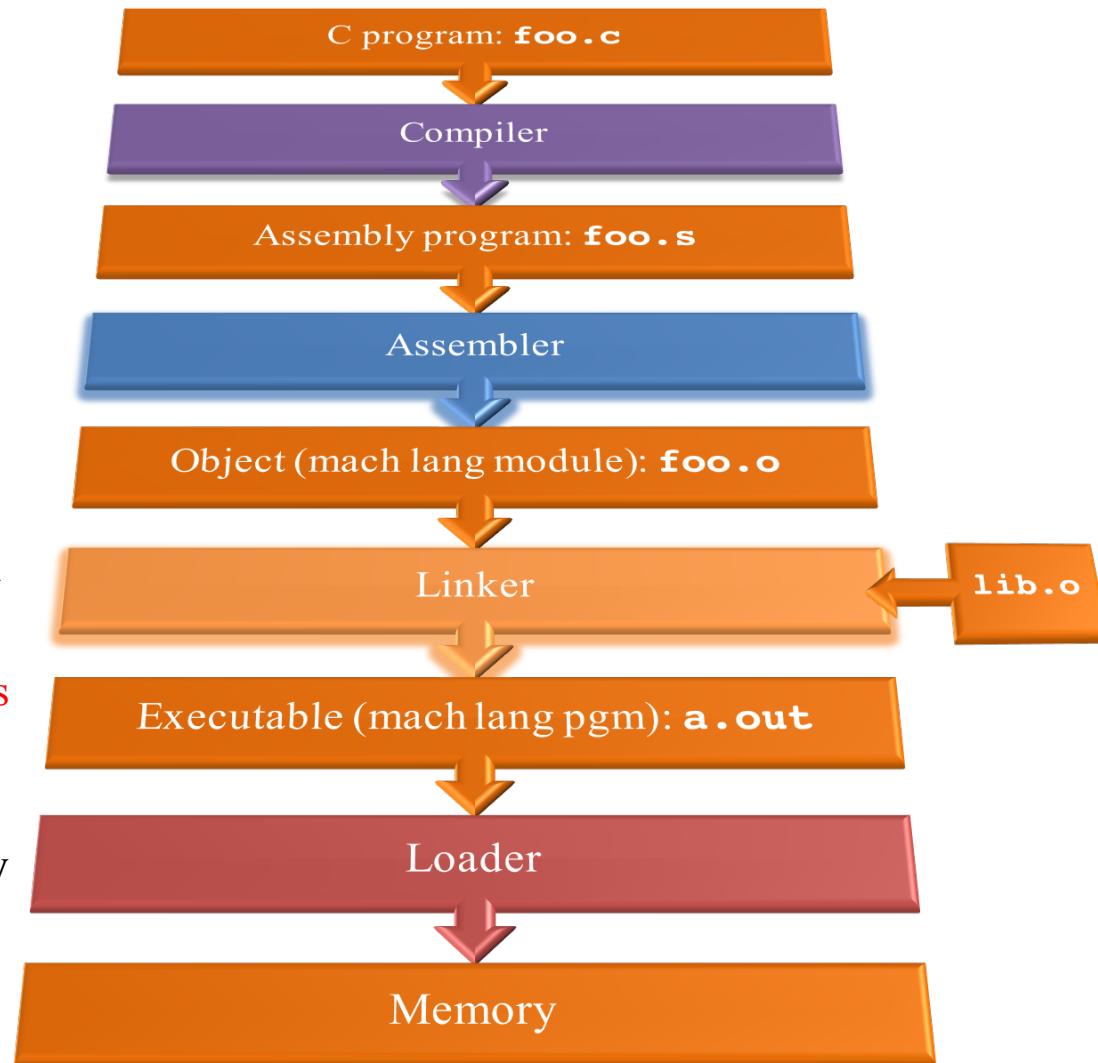 C program: foo.c
Compiler
Assembly program: foo.s
Assembler
Object (mach lang module): foo.o
Linker
lib.o
s
Executable (mach lang pgm): a.out
Loader
y
Memory